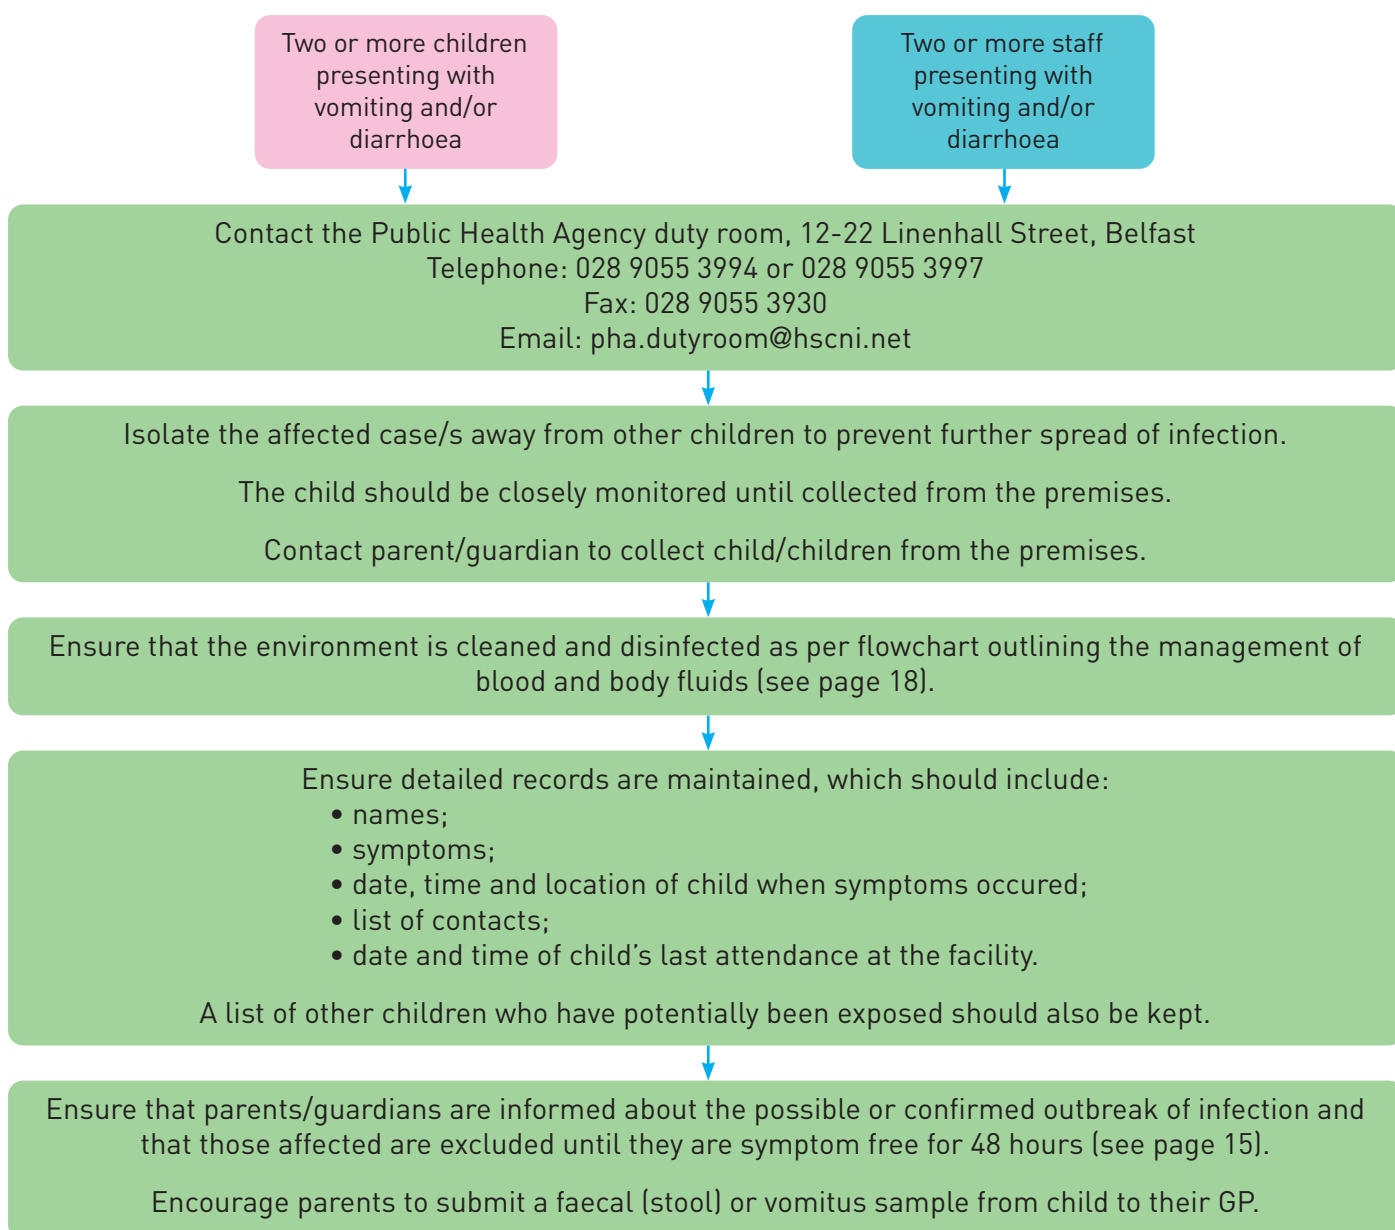 Two or more children
presenting with
vomiting and/or
diarrhoea
Two or more staff
presenting with
vomiting and/or
diarrhoea
Contact the Public Health Agency duty room, 12-22 Linenhall Street, Belfast
Telephone: 028 9055 3994 or 028 9055 3997
Fax: 028 9055 3930
Email: pha.dutyroom@hscni.net
Isolate the affected case/s away from other children to prevent further spread of infection.
The child should be closely monitored until collected from the premises.
Contact parent/guardian to collect child/children from the premises.
Ensure that the environment is cleaned and disinfected as per flowchart outlining the management of
blood and body fluids (see page 18).
Ensure detailed records are maintained, which should include:
• names;
• symptoms;
• date, time and location of child when symptoms occured;
• list of contacts;
• date and time of child's last attendance at the facility.
A list of other children who have potentially been exposed should also be kept.
Ensure that parents/guardians are informed about the possible or confirmed outbreak of infection and
that those affected are excluded until they are symptom free for 48 hours (see page 15).
Encourage parents to submit a faecal (stool) or vomitus sample from child to their GP.